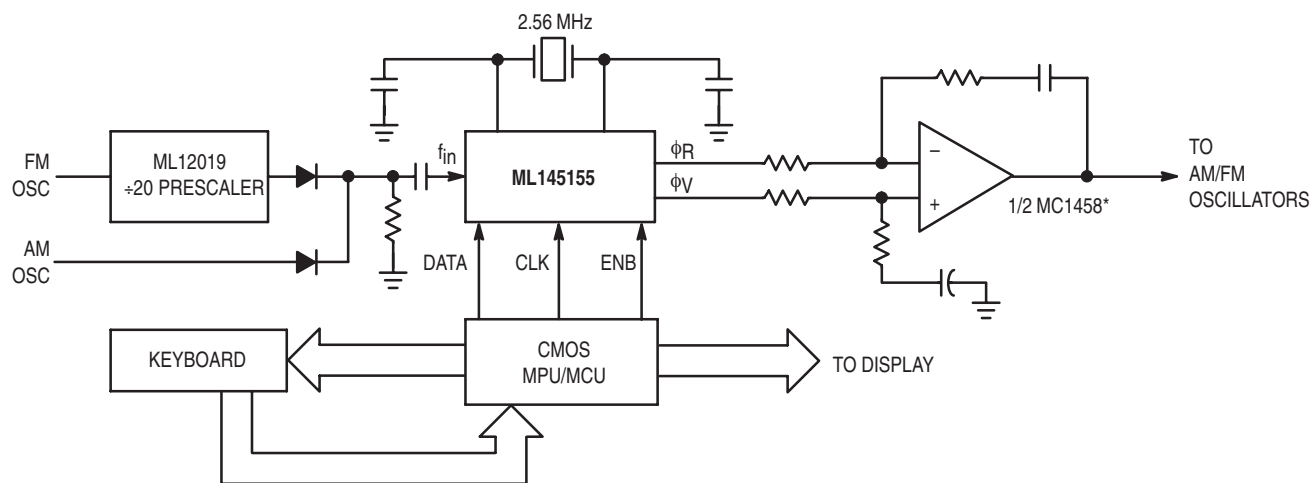 2.56 MHz
FM
OSC
ML12019
÷20 PRESCALER
fin
ML145155
ϕR
ϕV
–
+
1/2 MC1458*
TO
AM/FM
OSCILLATORS
AM
OSC
DATA
CLK
ENB
KEYBOARD
CMOS
MPU/MCU
TO DISPLAY